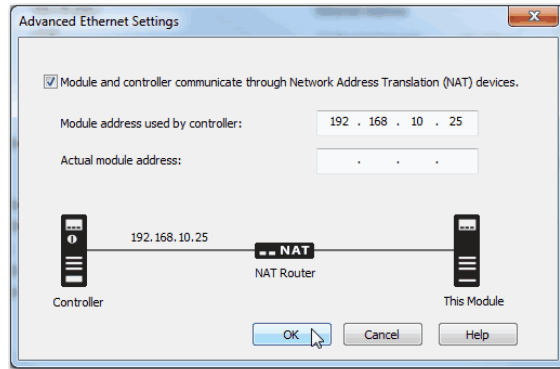 Advanced Ethernet Settings
Module and controller communicate through Network Address Translation (NAT) devices.
Module address used by controller: 192 . 168 . 10 . 25
Actual module address: . . .
192.168.10.25
NAT
NAT Router
Controller
This Module
OK Cancel Help